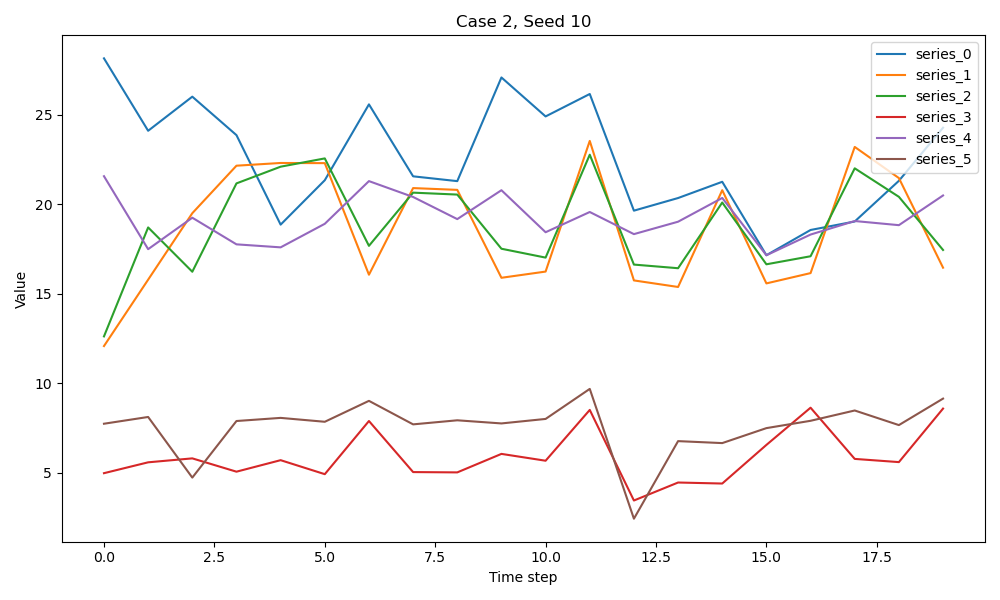 Case 2, Seed 10
series_0
series_1
series_2
series_3
series_4
series_5
25
20
15
10
5
Value
0.0 2.5 5.0 7.5 10.0 12.5 15.0 17.5
Time step